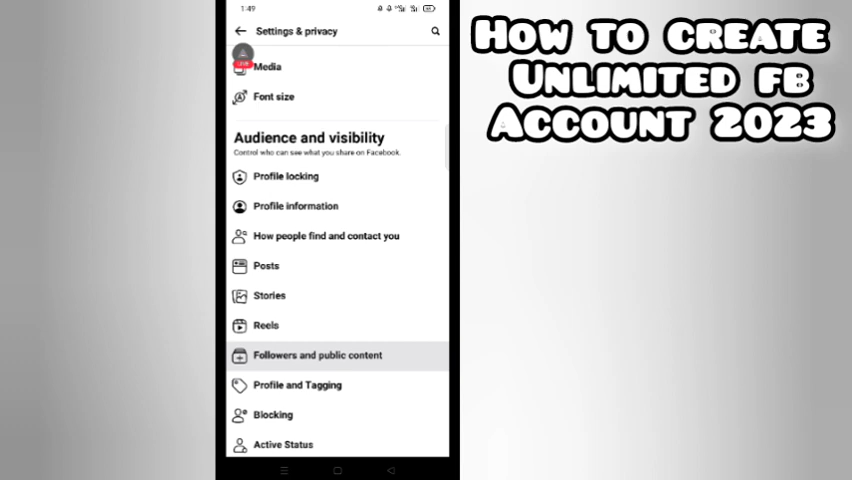 1:49
Settings & privacy
Media
Font size
Audience and visibility
Control who can see what you share on Facebook.
Profile locking
Profile information
How people find and contact you
Posts
Stories
Reels
Followers and public content
Profile and Tagging
Blocking
Active Status
How to create
Unlimited fb
Account 2023